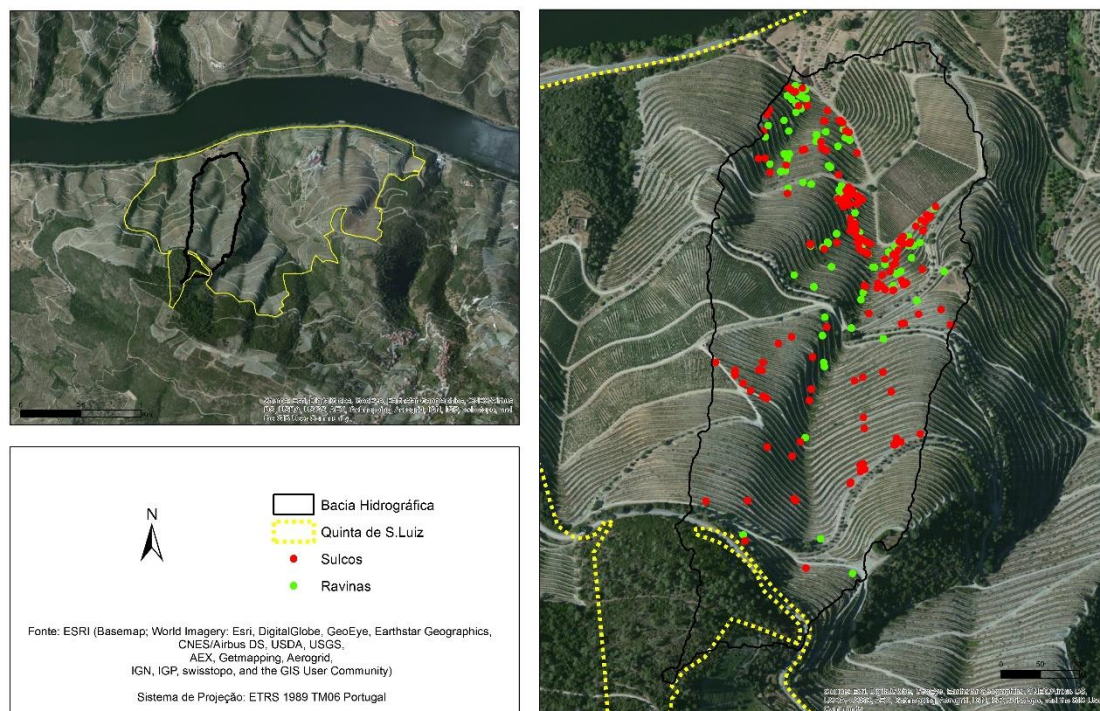 N
Bacia Hidrográfica
Quinta de S.Luiz
Sulcos
Ravinas
Fonte: ESRI (Basemap; World Imagery: Esri, DigitalGlobe, GeoEye, Earthstar Geographics,
CNES/Airbus DS, USDA, USGS,
AEX, Getmapping, Aerogrid,
IGN, IGP, swisstopo, and the GIS User Community)
Sistema de Projeção: ETRS 1989 TM06 Portugal